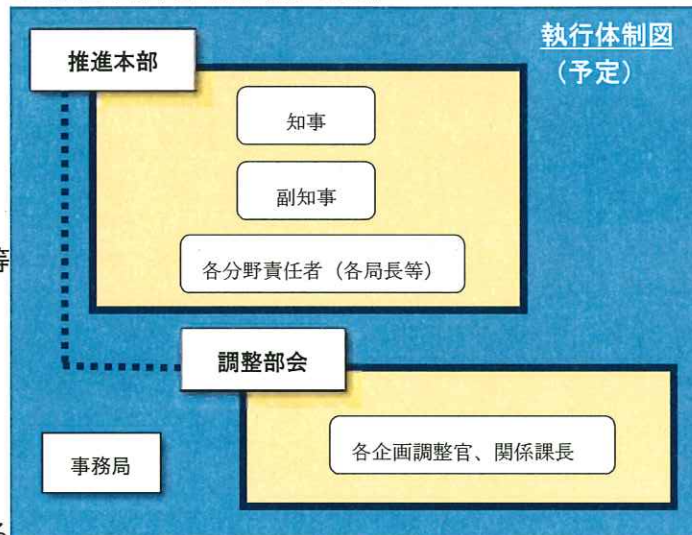 執行体制図
（予定）
推進本部
知事
副知事
各分野責任者（各局長等）
等
調整部会
各企画調整官、関係課長
事務局